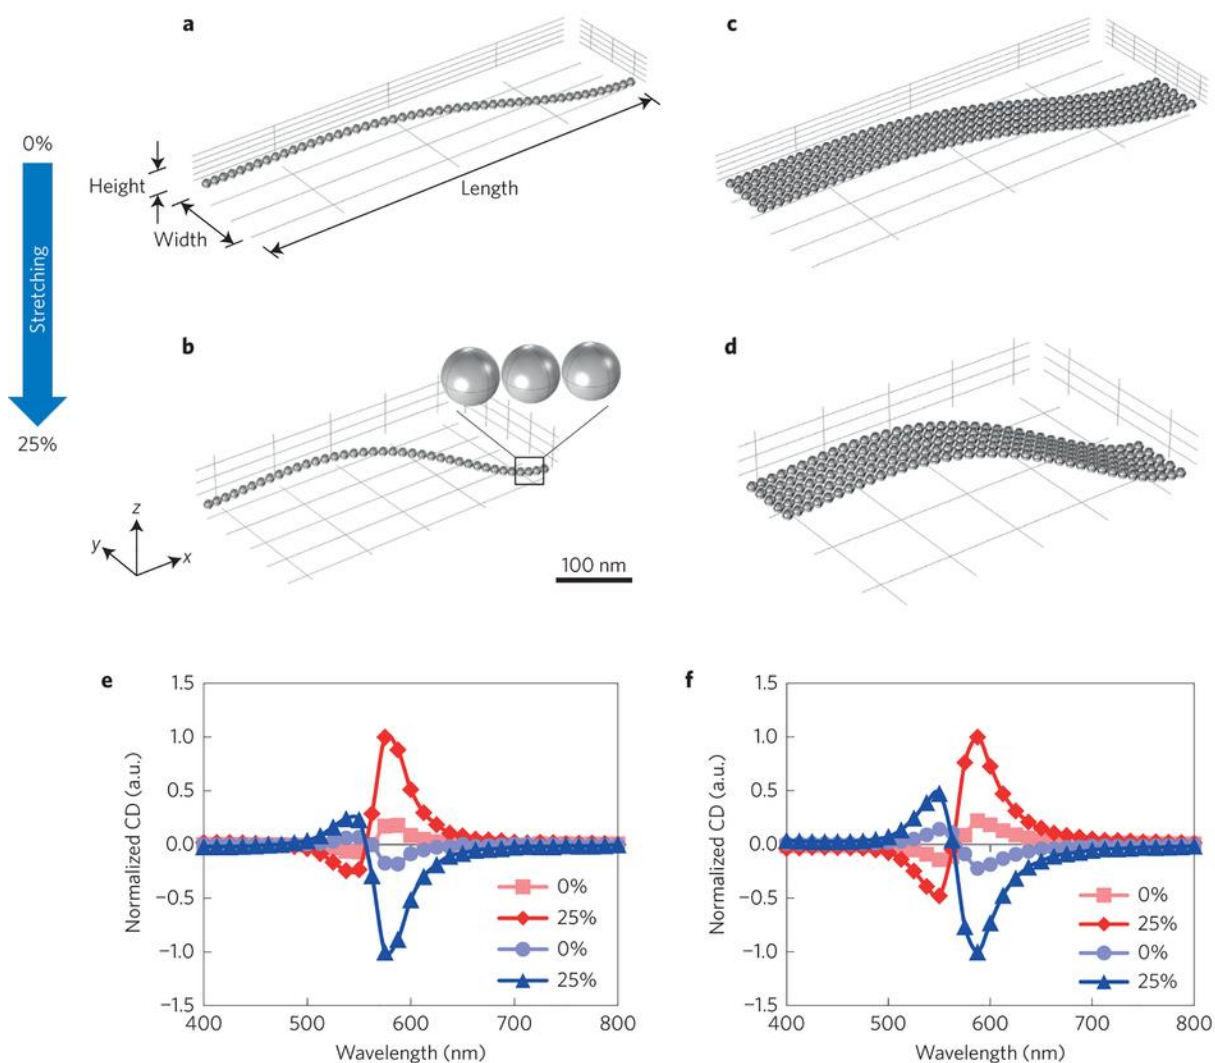 a
c
0%
Height
Width
Length
Stretching
b
d
25%
z
y
x
100 nm
e
f
1.5
1.0
0.5
0.0
−0.5
−1.0
−1.5
Normalized CD (a.u.)
0%
25%
0%
25%
400 500 600 700 800
Wavelength (nm)
1.5
1.0
0.5
0.0
−0.5
−1.0
−1.5
Normalized CD (a.u.)
0%
25%
0%
25%
400 500 600 700 800
Wavelength (nm)